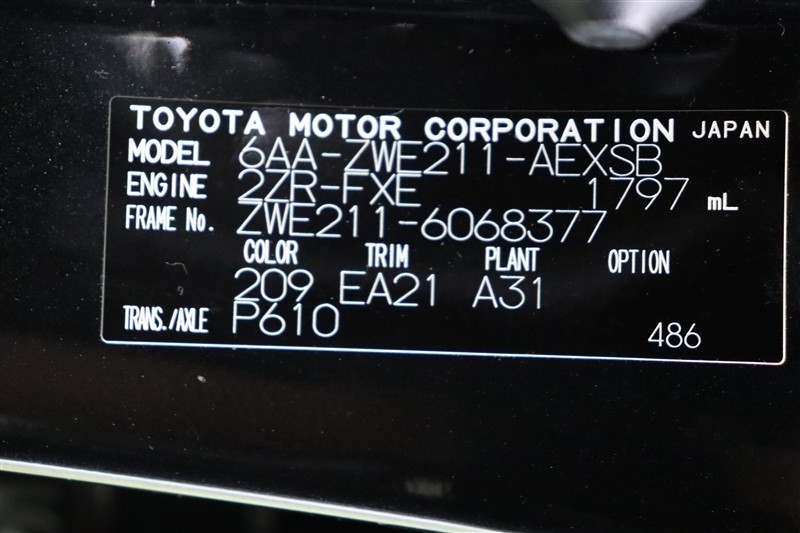 TOYOTA MOTOR CORPORATION JAPAN
MODEL 6AA-ZWE211-AEXSB
ENGINE 2ZR-FXE 1797 mL
FRAME No. ZWE211-6068377
COLOR TRIM PLANT OPTION
209 EA21 A31
TRANS./AXLE P610 486